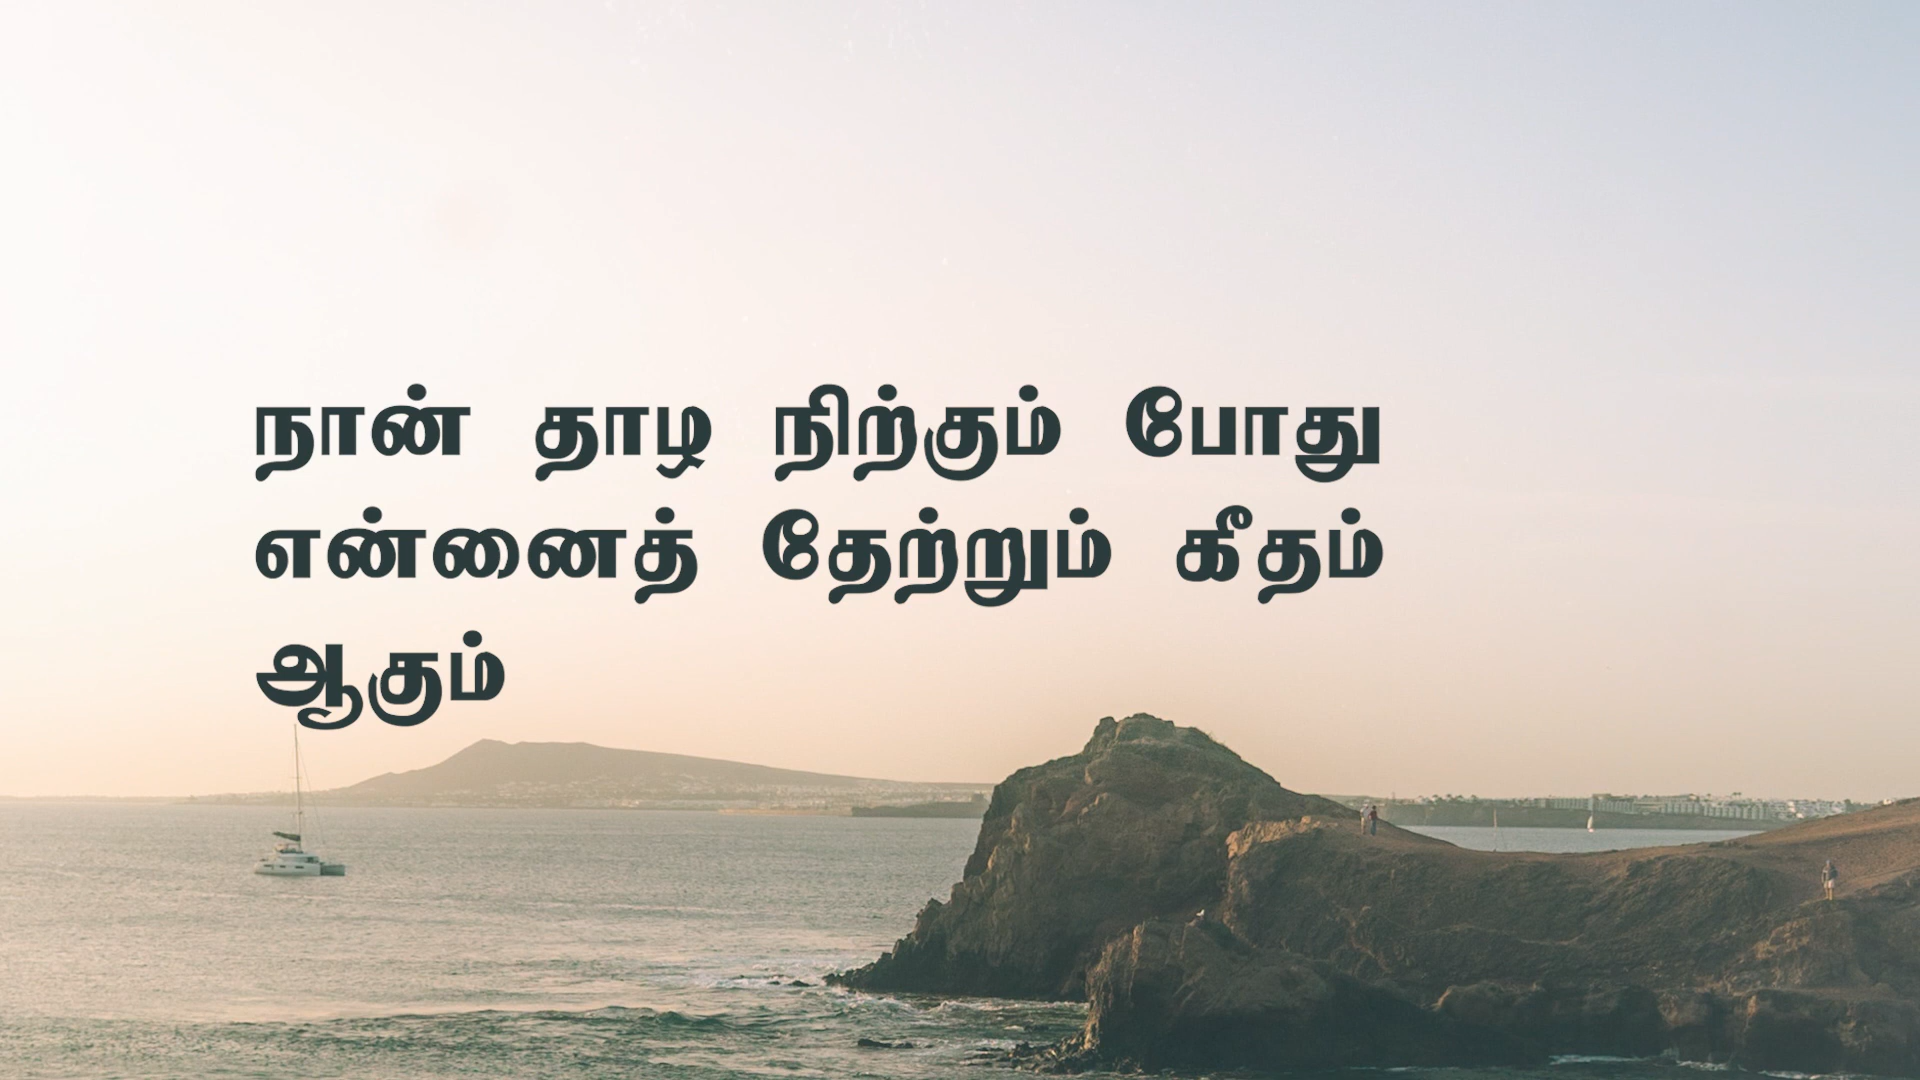 நான் தாடி நிற்கும் போது
என்னைத் தேற்றும் கீதம்
ஆகும்